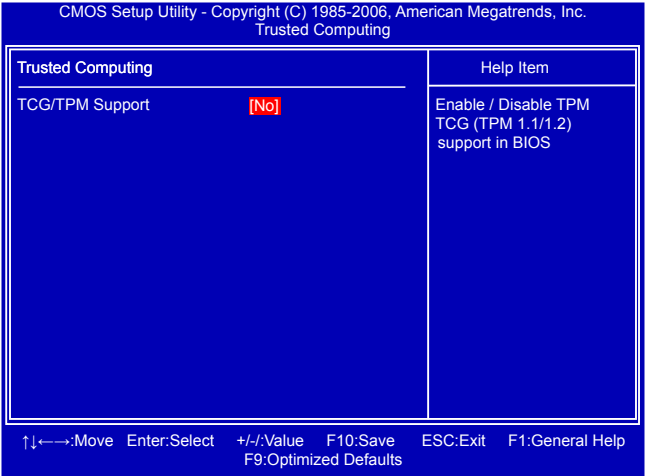 CMOS Setup Utility - Copyright (C) 1985-2006, American Megatrends, Inc.
Trusted Computing
Trusted Computing
Help Item
TCG/TPM Support [No]
Enable / Disable TPM
TCG (TPM 1.1/1.2)
support in BIOS
↑↓←→:Move Enter:Select +/-/:Value F10:Save ESC:Exit F1:General Help
F9:Optimized Defaults